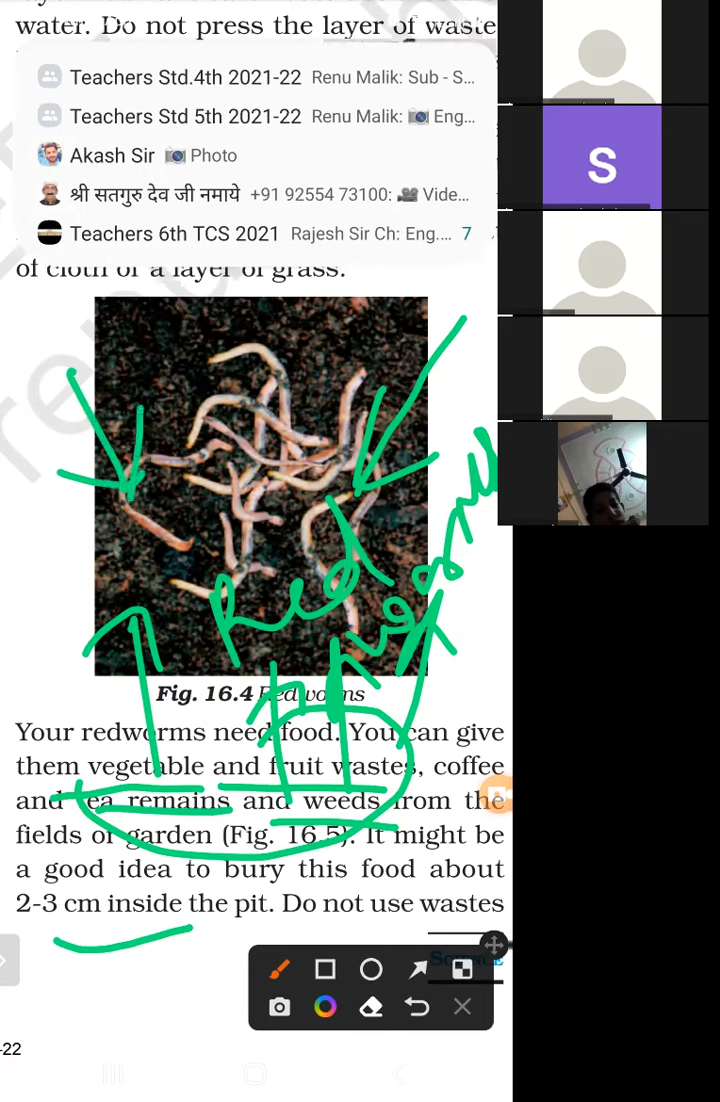 water. Do not press the layer of waste
Teachers Std.4th 2021-22 Renu Malik: Sub - S...
Teachers Std 5th 2021-22 Renu Malik: Eng...
Akash Sir Photo
श्री सतगुरु देव जी नमाये +91 92554 73100: Vide...
Teachers 6th TCS 2021 Rajesh Sir Ch: Eng.... 7
of cloth or a layer of grass.
S
Red
Fig. 16.4 Redworms
Your redworms need food. You can give
them vegetable and fruit wastes, coffee
and tea remains and weeds from the
fields or garden (Fig. 16.5). It might be
a good idea to bury this food about
2-3 cm inside the pit. Do not use wastes
SCIENCE
-22